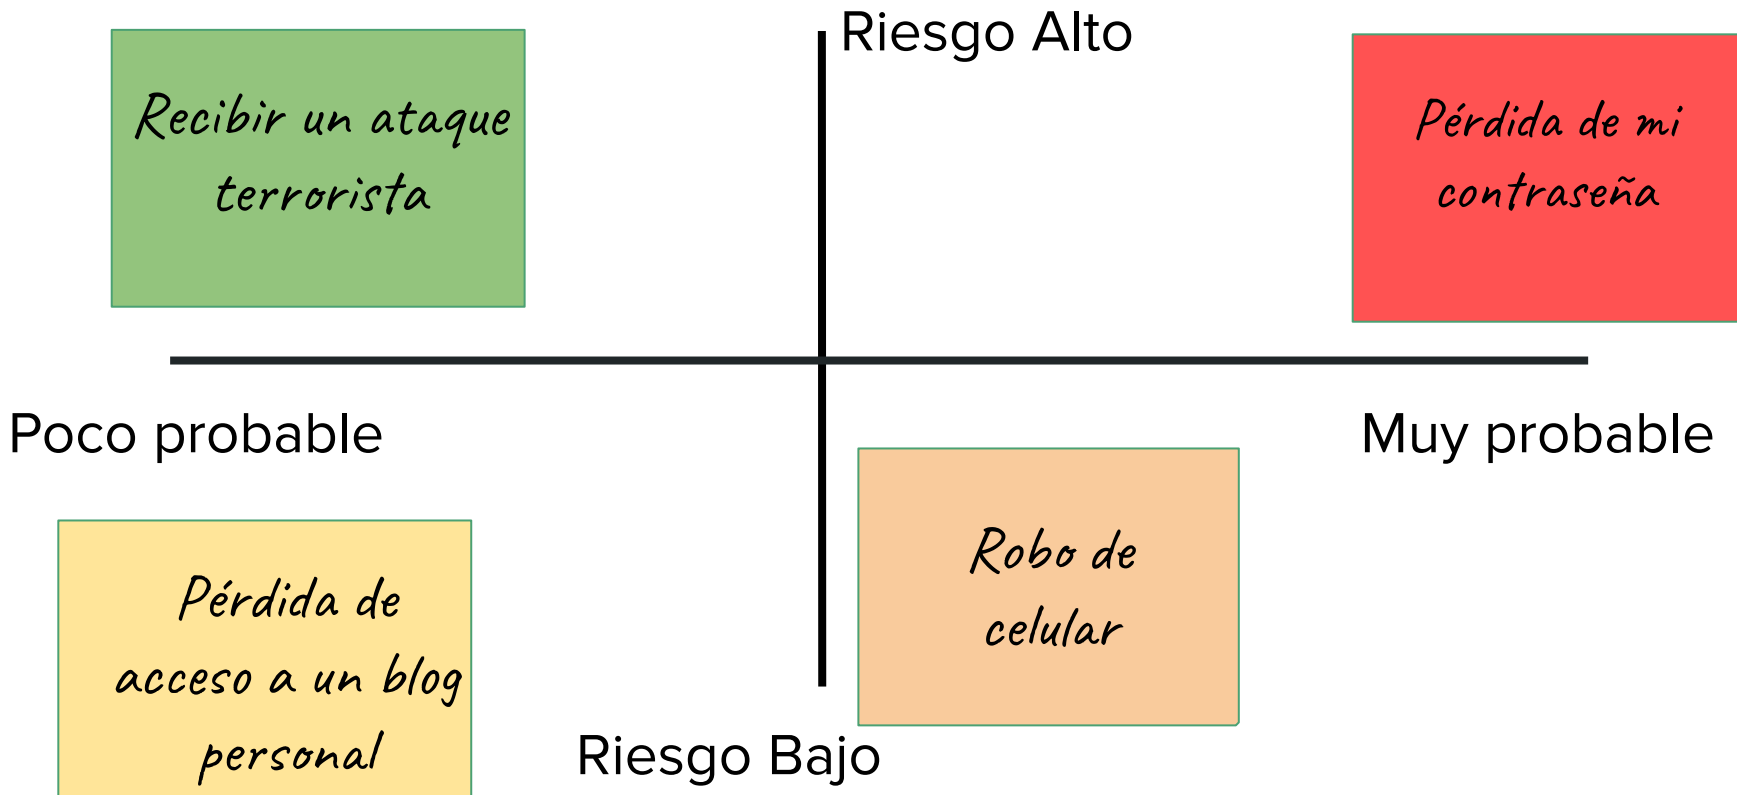 Riesgo Alto
Recibir un ataque
terrorista
Pérdida de mi
contraseña
Poco probable
Muy probable
Pérdida de
acceso a un blog
personal
Robo de
celular
Riesgo Bajo